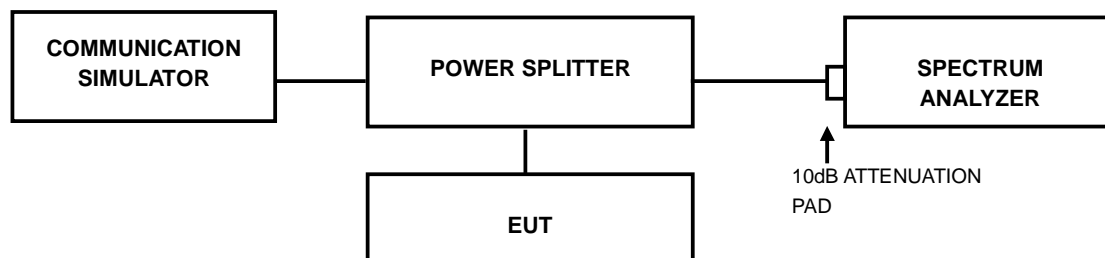 COMMUNICATION
SIMULATOR
POWER SPLITTER
SPECTRUM
ANALYZER
10dB ATTENUATION
PAD
EUT